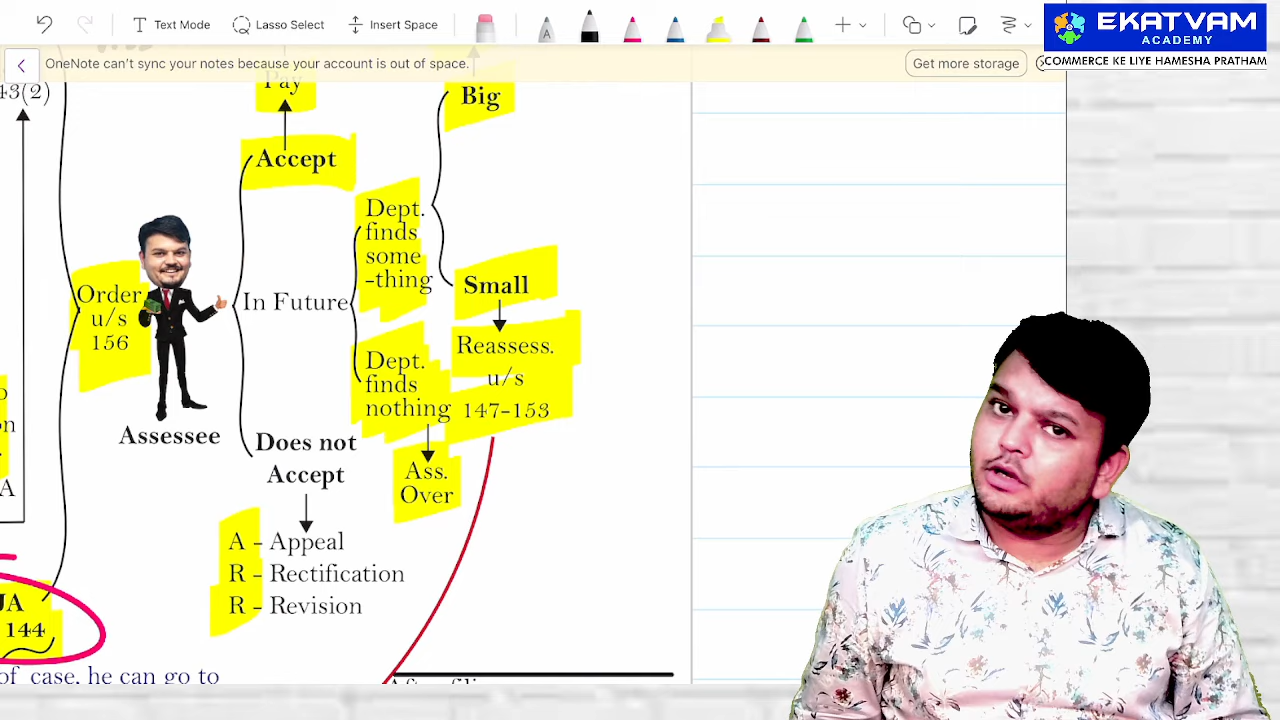 Text Mode
Lasso Select
Insert Space
A
EKATVAM
ACADEMY
COMMERCE KE LIYE HAMESHA PRATHAM
OneNote can't sync your notes because your account is out of space.
Get more storage
43(2)
Pay
Big
Accept
Dept.
finds
some
-thing
Small
Order
u/s
156
In Future
Reassess.
u/s
147-153
Dept.
finds
nothing
Assessee
Does not
Accept
Ass.
Over
A
A - Appeal
R - Rectification
R - Revision
JA
144
of case, he can go to